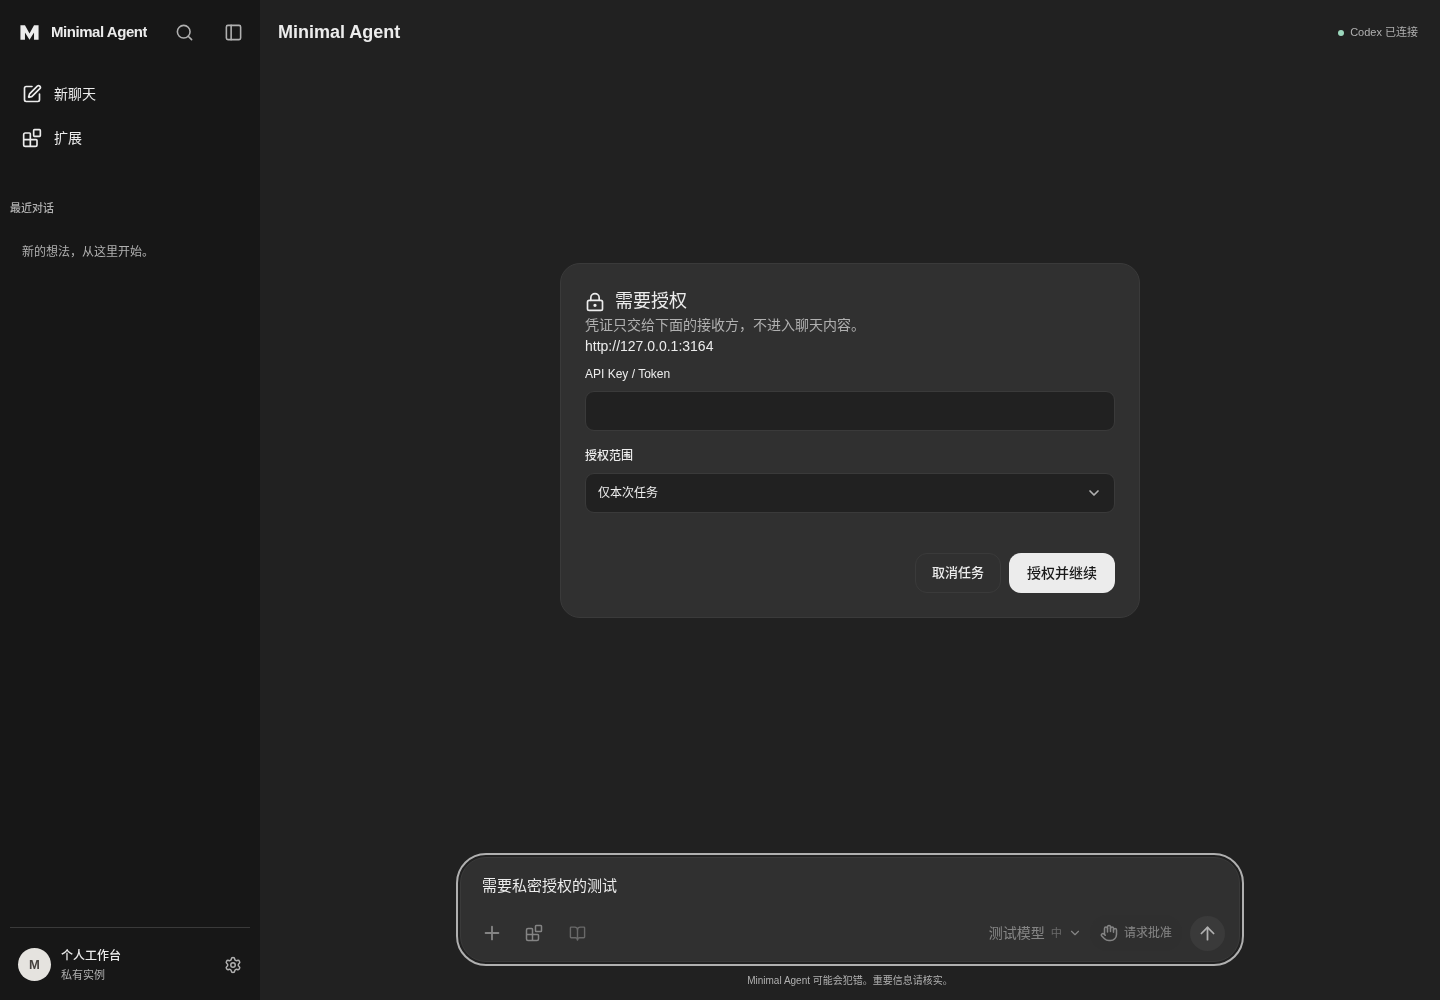 Minimal Agent
新聊天
扩展
最近对话
新的想法，从这里开始。
M
个人工作台
私有实例
Minimal Agent
Codex 已连接
需要授权
凭证只交给下面的接收方，不进入聊天内容。
http://127.0.0.1:3164
API Key / Token
授权范围
仅本次任务
取消任务
授权并继续
需要私密授权的测试
测试模型 中
请求批准
Minimal Agent 可能会犯错。重要信息请核实。